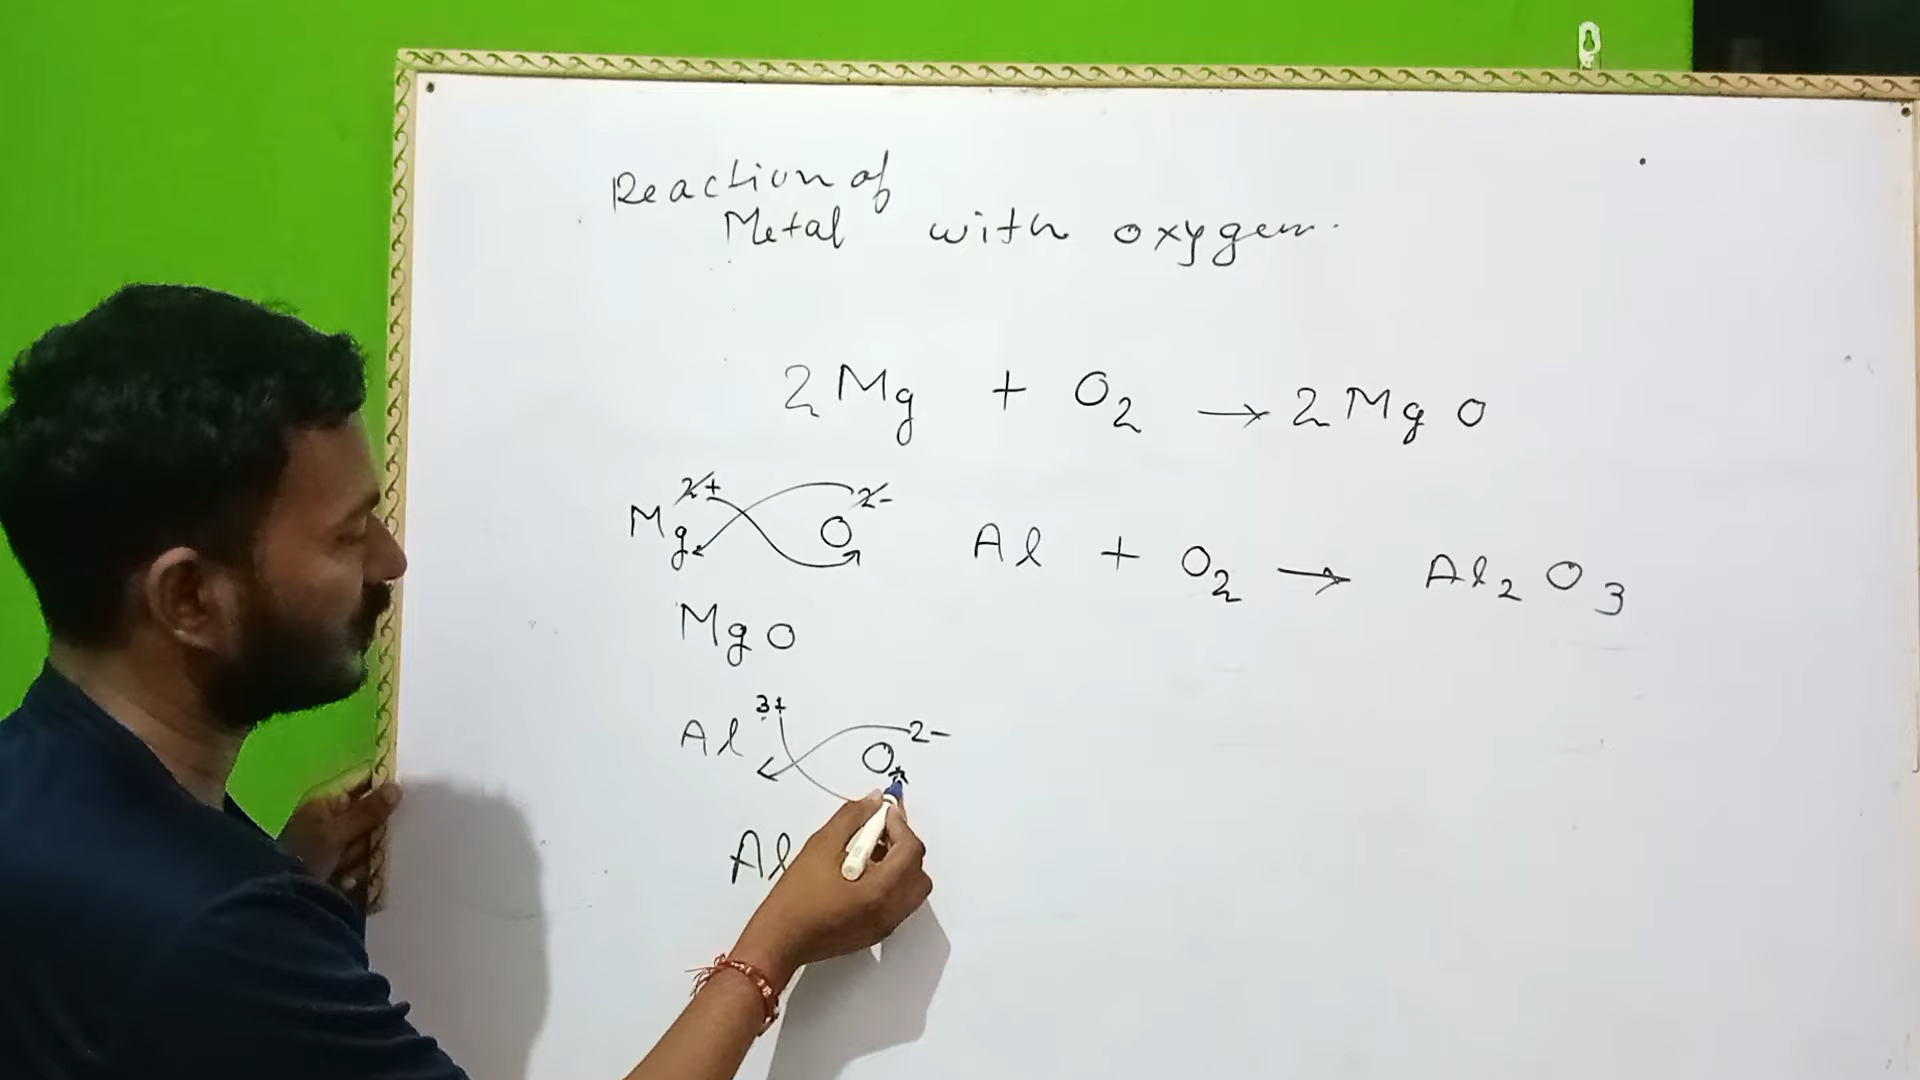 Reaction of
Metal with oxygen.
2Mg + O₂ → 2MgO
Mg²⁺ O²⁻
Al + O₂ → Al₂O₃
MgO
Al³⁺ O²⁻
Al